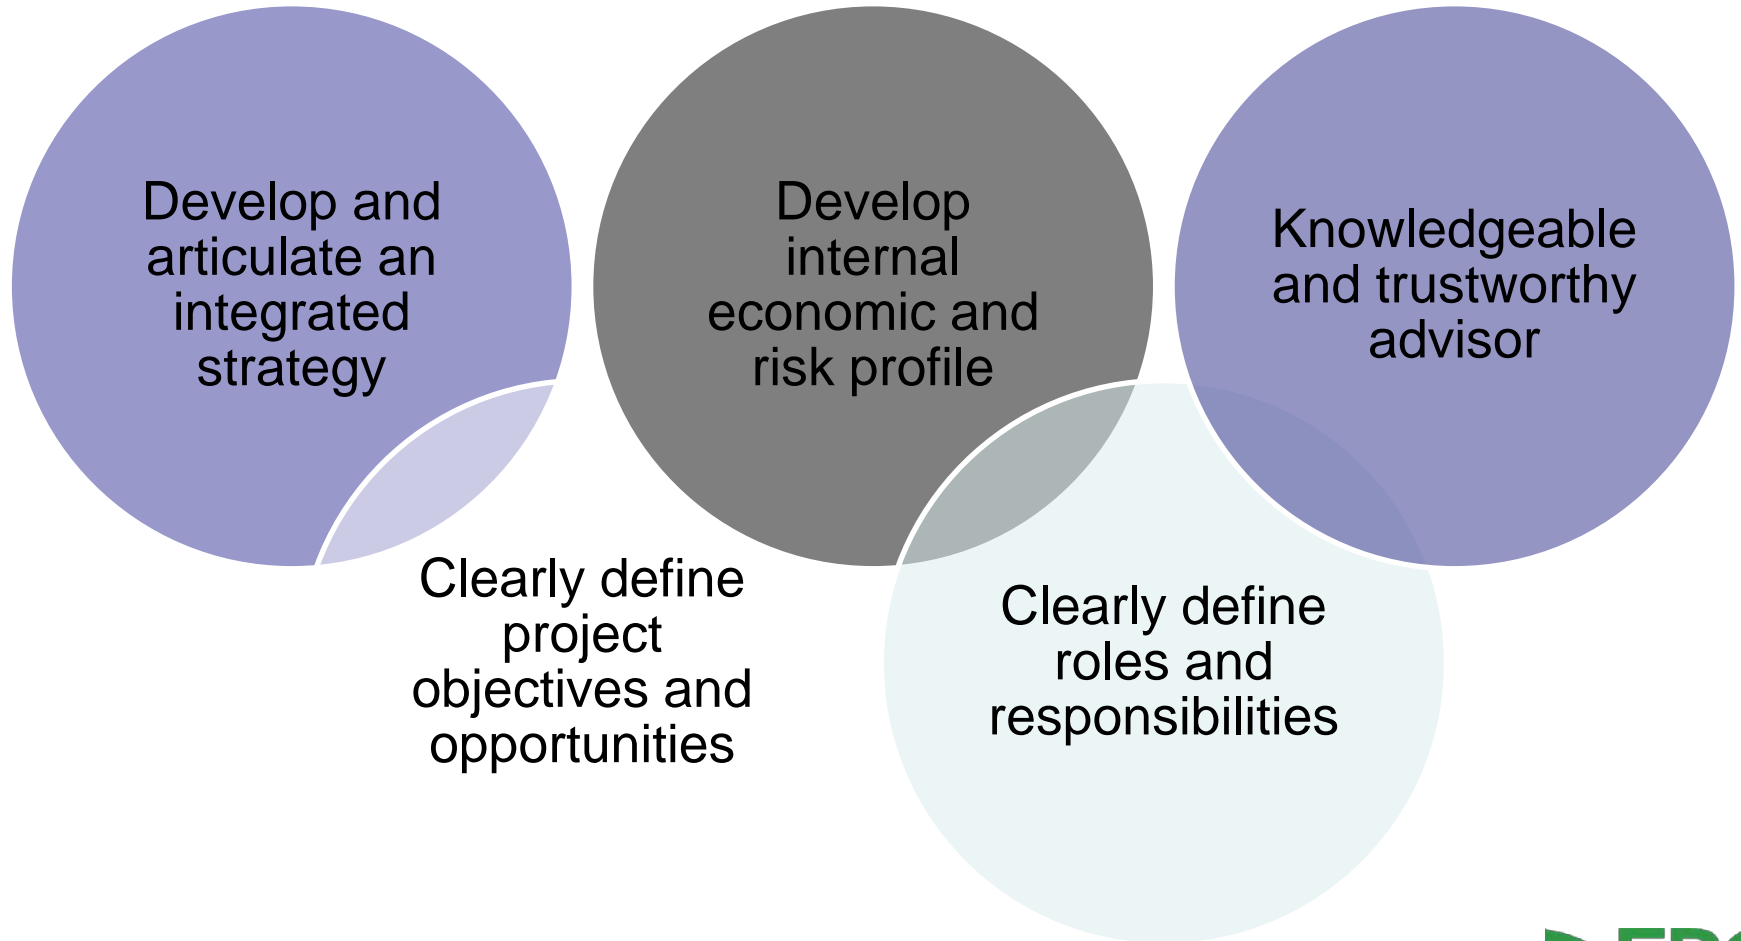 Develop and
articulate an
integrated
strategy
Clearly define
project
objectives and
opportunities
Develop
internal
economic and
risk profile
Clearly define
roles and
responsibilities
Knowledgeable
and trustworthy
advisor